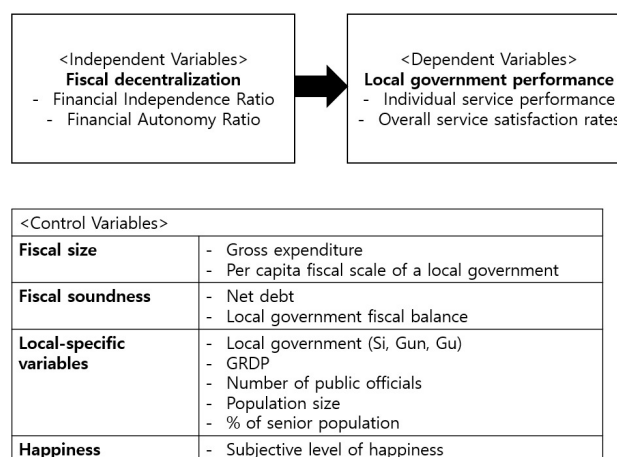 <Independent Variables>
Fiscal decentralization
- Financial Independence Ratio
- Financial Autonomy Ratio
<Dependent Variables>
Local government performance
- Individual service performance
- Overall service satisfaction rates
<Control Variables>
Fiscal size
- Gross expenditure
- Per capita fiscal scale of a local government
Fiscal soundness
- Net debt
- Local government fiscal balance
Local-specific
variables
- Local government (Si, Gun, Gu)
- GRDP
- Number of public officials
- Population size
- % of senior population
Happiness
- Subjective level of happiness